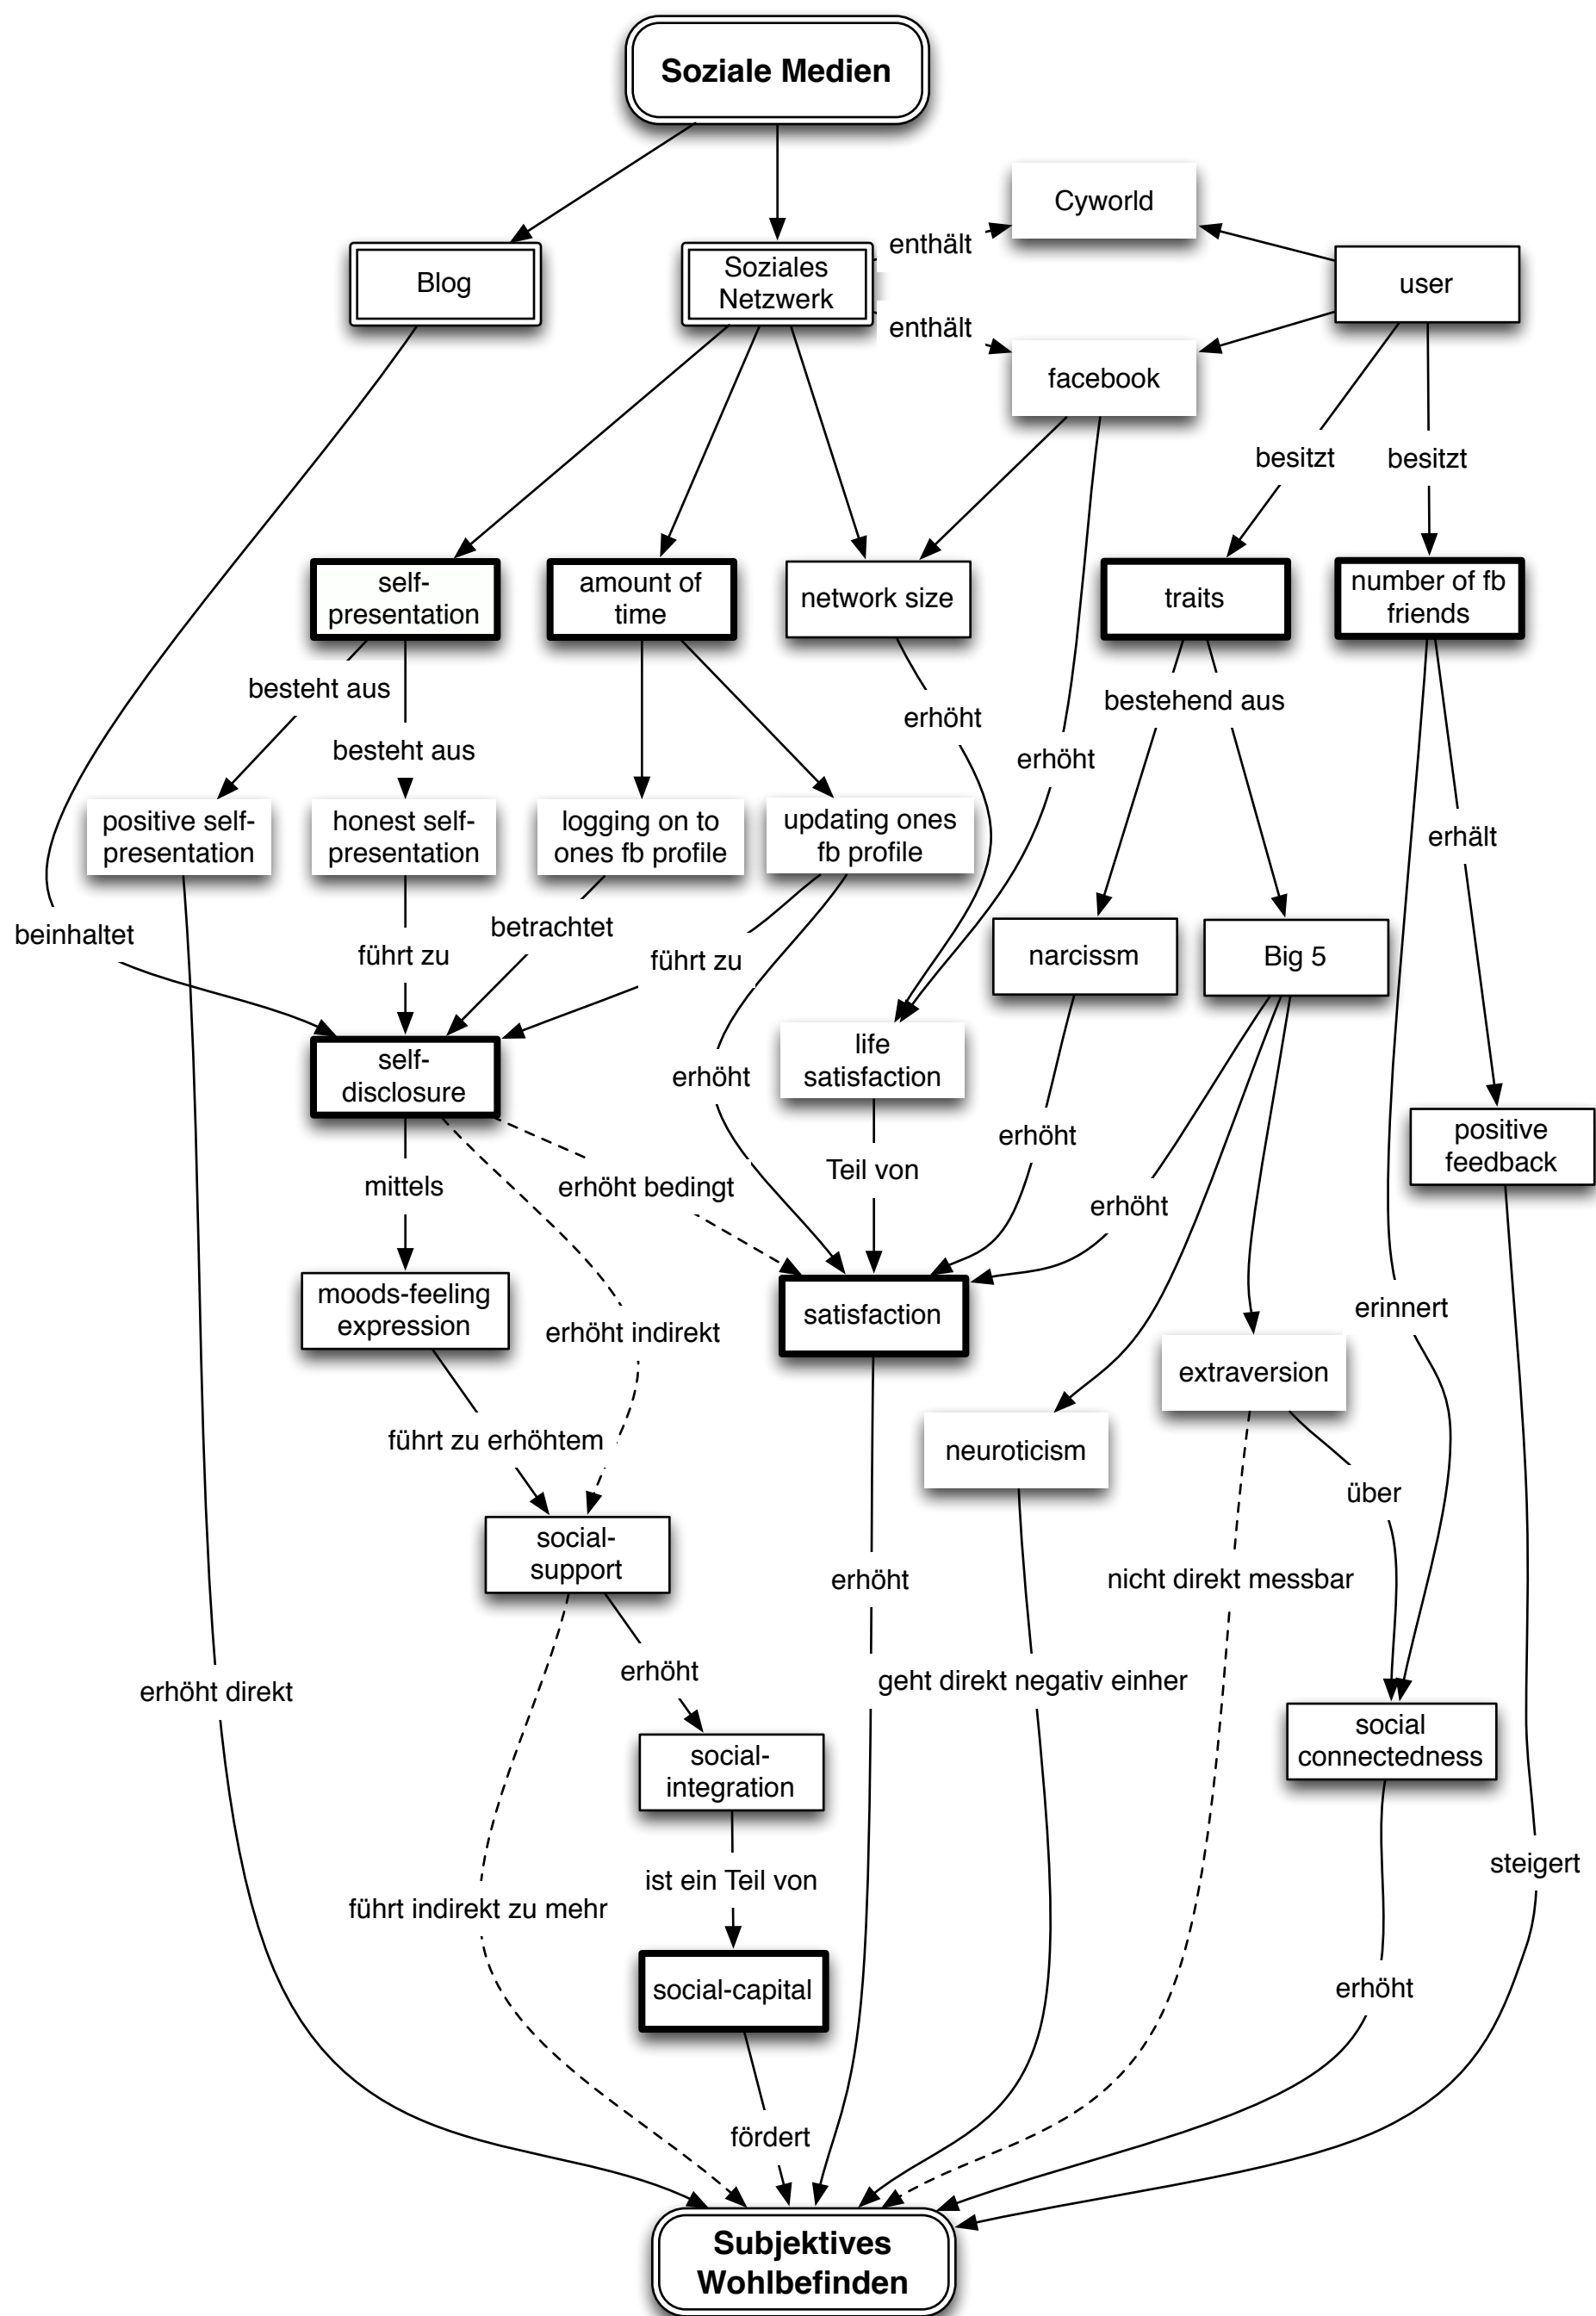 Soziale Medien
Cyworld
enthält
Blog
Soziales
Netzwerk
user
enthält
facebook
besitzt
besitzt
self-
presentation
amount of
time
network size
traits
number of fb
friends
besteht aus
bestehend aus
erhöht
besteht aus
erhöht
positive self-
presentation
honest self-
presentation
logging on to
ones fb profile
updating ones
fb profile
erhält
beinhaltet
betrachtet
führt zu
führt zu
narcissm
Big 5
self-
disclosure
erhöht
life
satisfaction
erhöht
positive
feedback
mittels
erhöht bedingt
Teil von
erhöht
moods-feeling
expression
erhöht indirekt
satisfaction
erinnert
extraversion
führt zu erhöhtem
neuroticism
über
social-
support
erhöht
nicht direkt messbar
erhöht
geht direkt negativ einher
erhöht direkt
social
connectedness
social-
integration
steigert
ist ein Teil von
führt indirekt zu mehr
social-capital
erhöht
fördert
Subjektives
Wohlbefinden